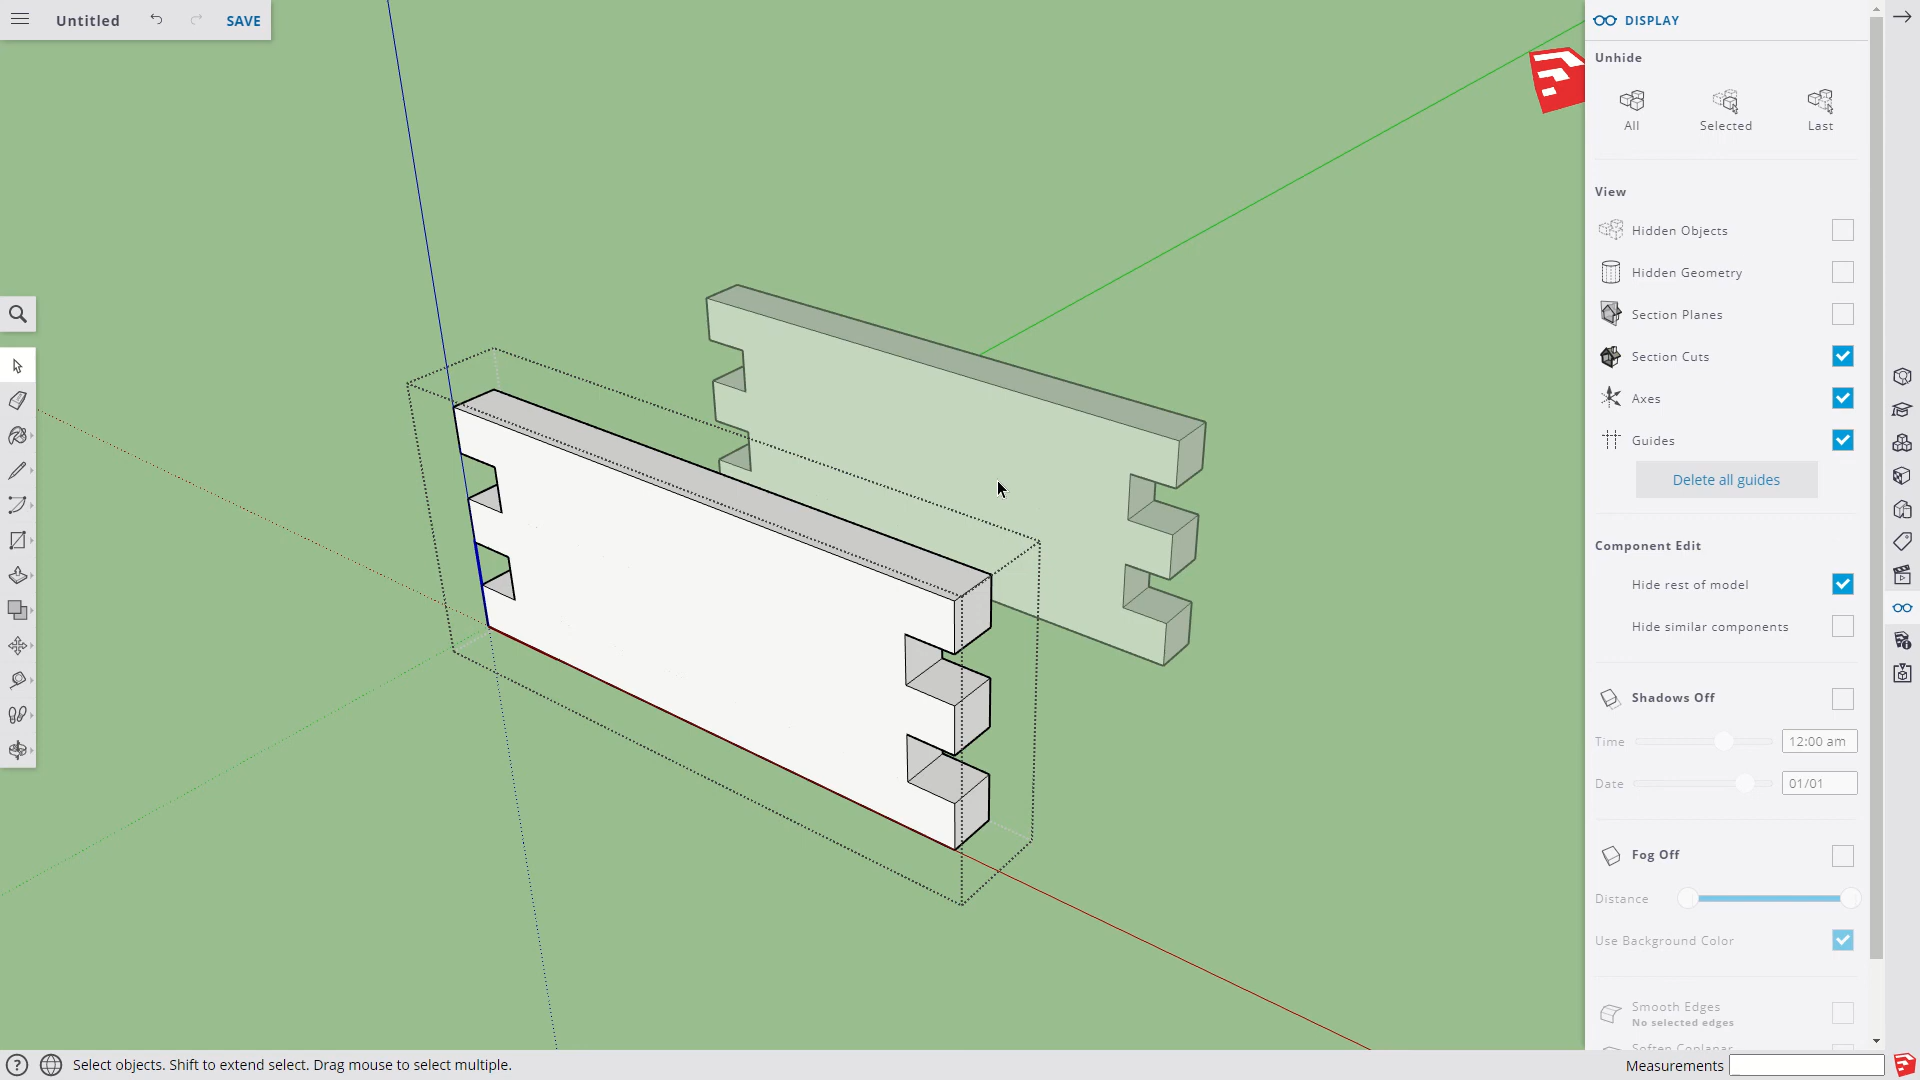 Untitled
SAVE
DISPLAY
Unhide
All
Selected
Last
View
Hidden Objects
Hidden Geometry
Section Planes
Section Cuts
Axes
Guides
Delete all guides
Component Edit
Hide rest of model
Hide similar components
Shadows Off
Time
12:00 am
Date
01/01
Fog Off
Distance
Use Background Color
Smooth Edges
No selected edges
Soften Coplanar
Select objects. Shift to extend select. Drag mouse to select multiple.
Measurements